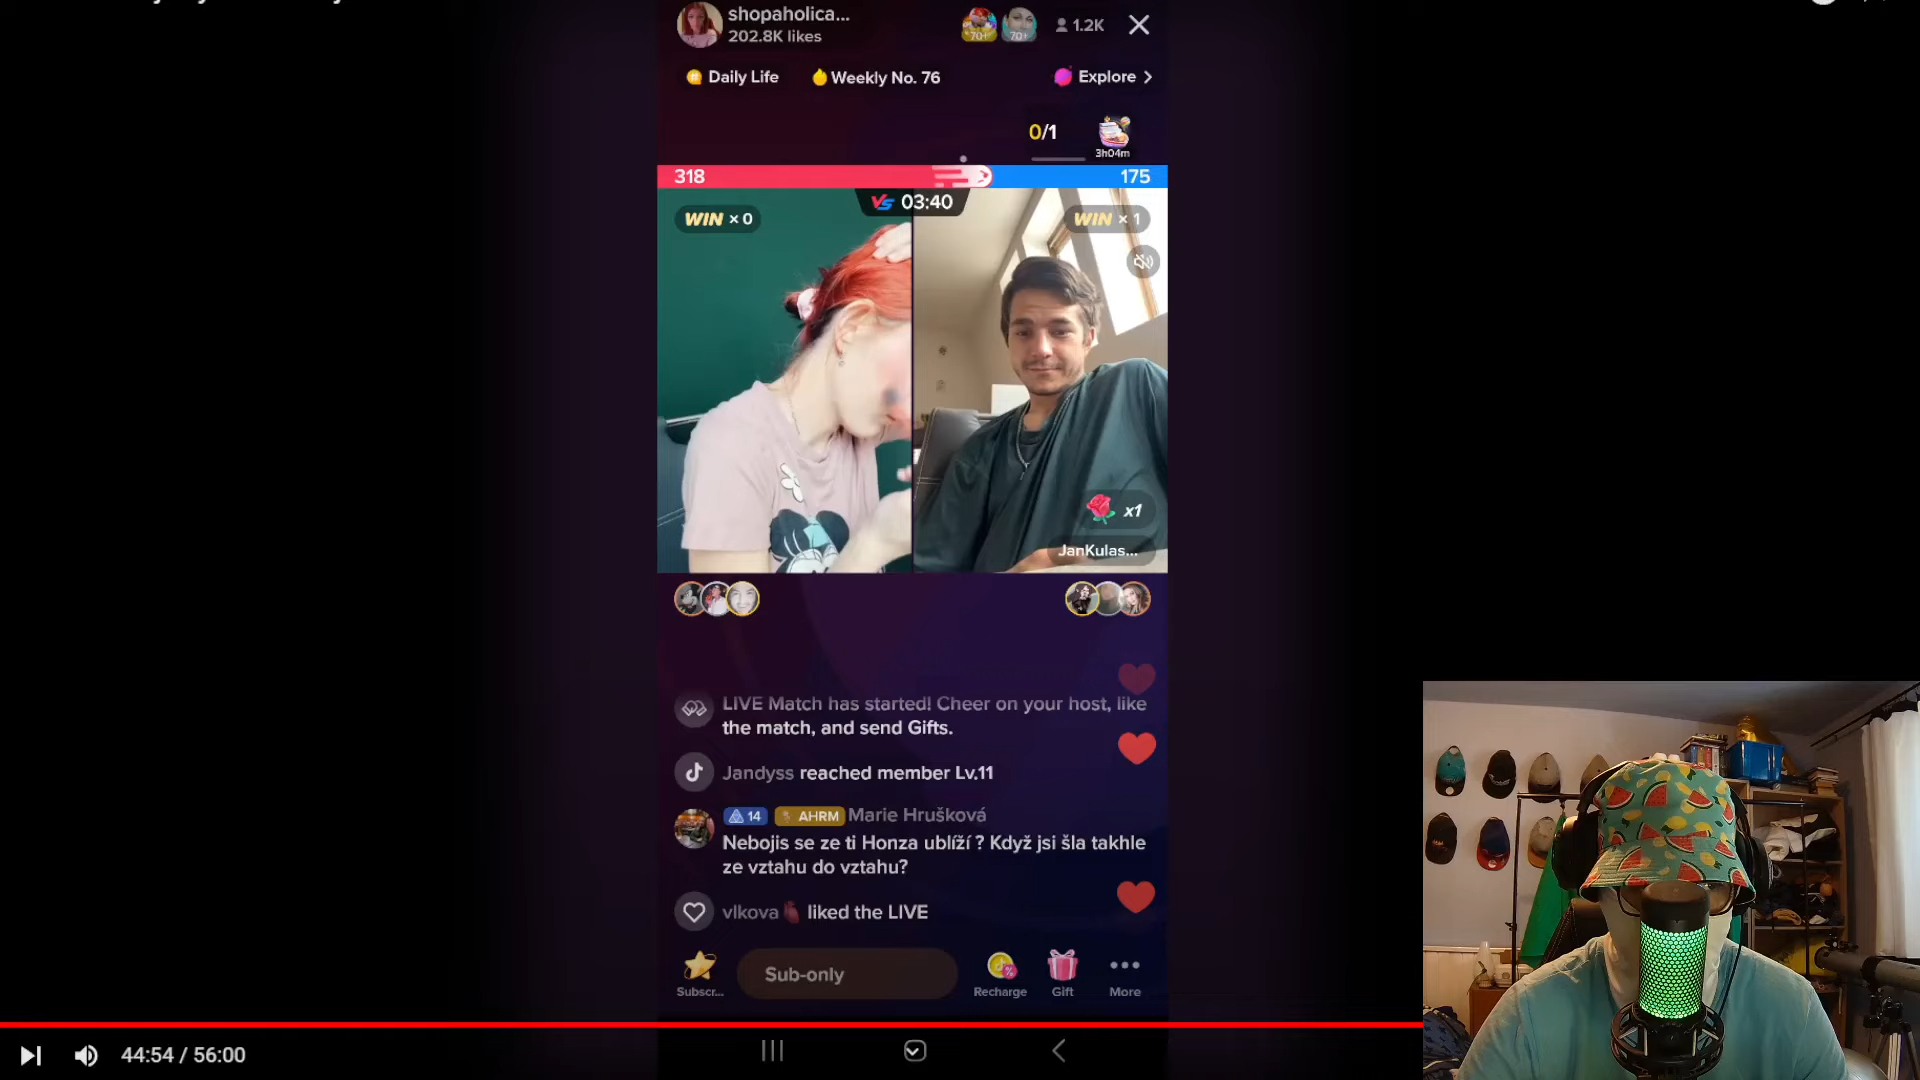 shopaholica...
202.8K likes
70+
70+
1.2K
Daily Life
Weekly No. 76
Explore
0/1
3h04m
318
175
VS 03:40
WIN × 0
WIN × 1
x1
JanKulas...
LIVE Match has started! Cheer on your host, like
the match, and send Gifts.
Jandyss reached member Lv.11
14 AHRM Marie Hrušková
Nebojis se ze ti Honza ublíží ? Když jsi šla takhle
ze vztahu do vztahu?
vlkova liked the LIVE
Subscr...
Sub-only
Recharge
Gift
More
44:54 / 56:00